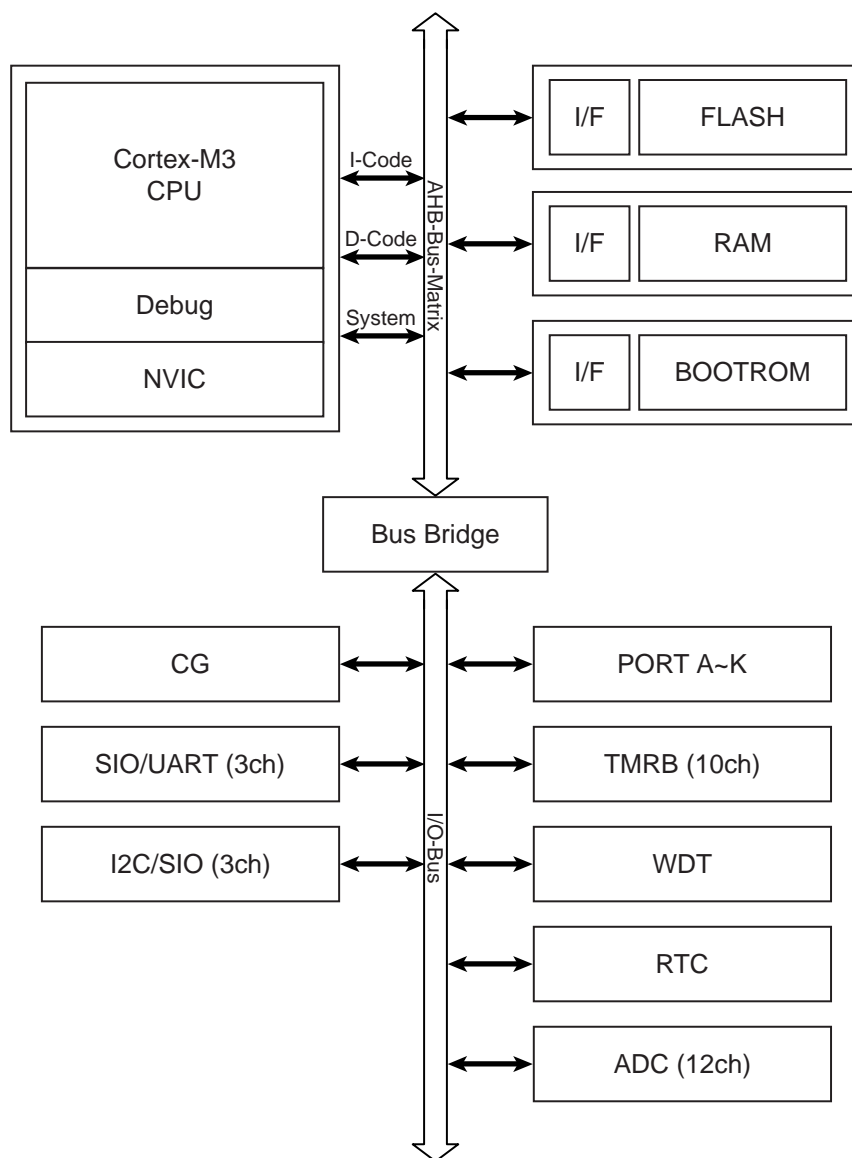 Cortex-M3
CPU
Debug
NVIC
I-Code
D-Code
System
AHB-Bus-Matrix
I/F
FLASH
I/F
RAM
I/F
BOOTROM
Bus Bridge
CG
SIO/UART (3ch)
I2C/SIO (3ch)
I/O-Bus
PORT A~K
TMRB (10ch)
WDT
RTC
ADC (12ch)